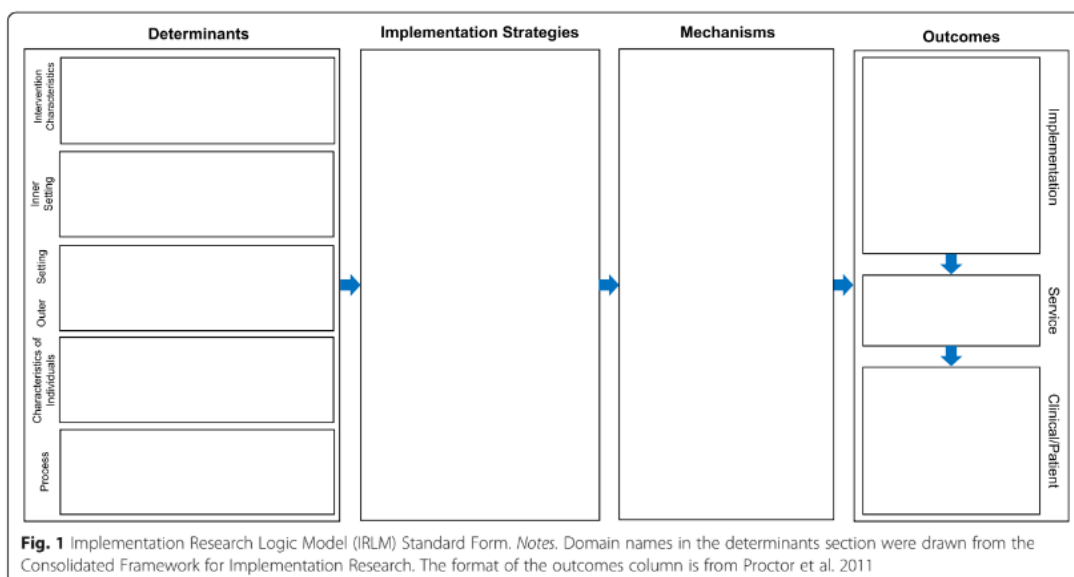 Determinants
Implementation Strategies
Mechanisms
Outcomes
Intervention
Characteristics
Inner
Setting
Outer Setting
Characteristics of
Individuals
Process
Implementation
Service
Clinical/Patient
Fig. 1 Implementation Research Logic Model (IRLM) Standard Form. Notes. Domain names in the determinants section were drawn from the
Consolidated Framework for Implementation Research. The format of the outcomes column is from Proctor et al. 2011